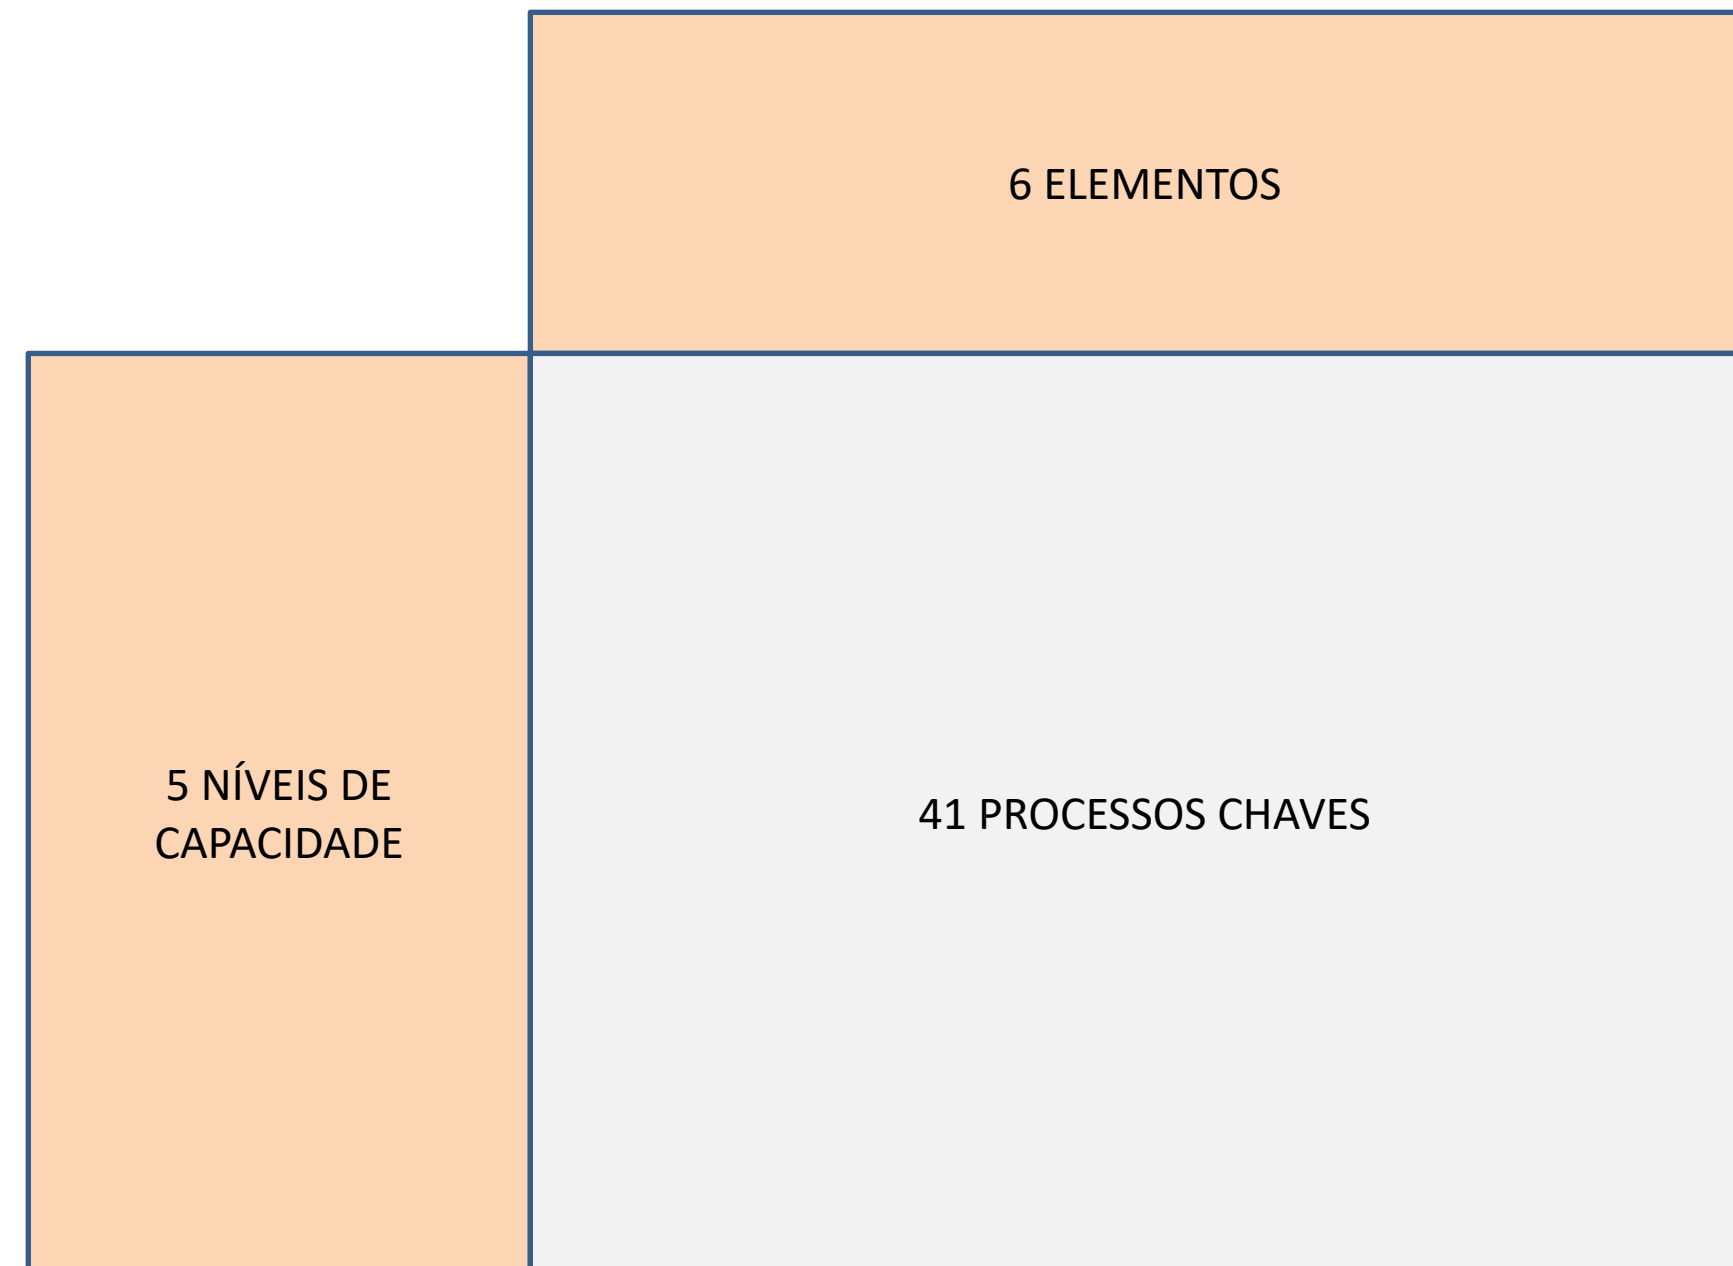 6 ELEMENTOS
5 NÍVEIS DE
CAPACIDADE
41 PROCESSOS CHAVES